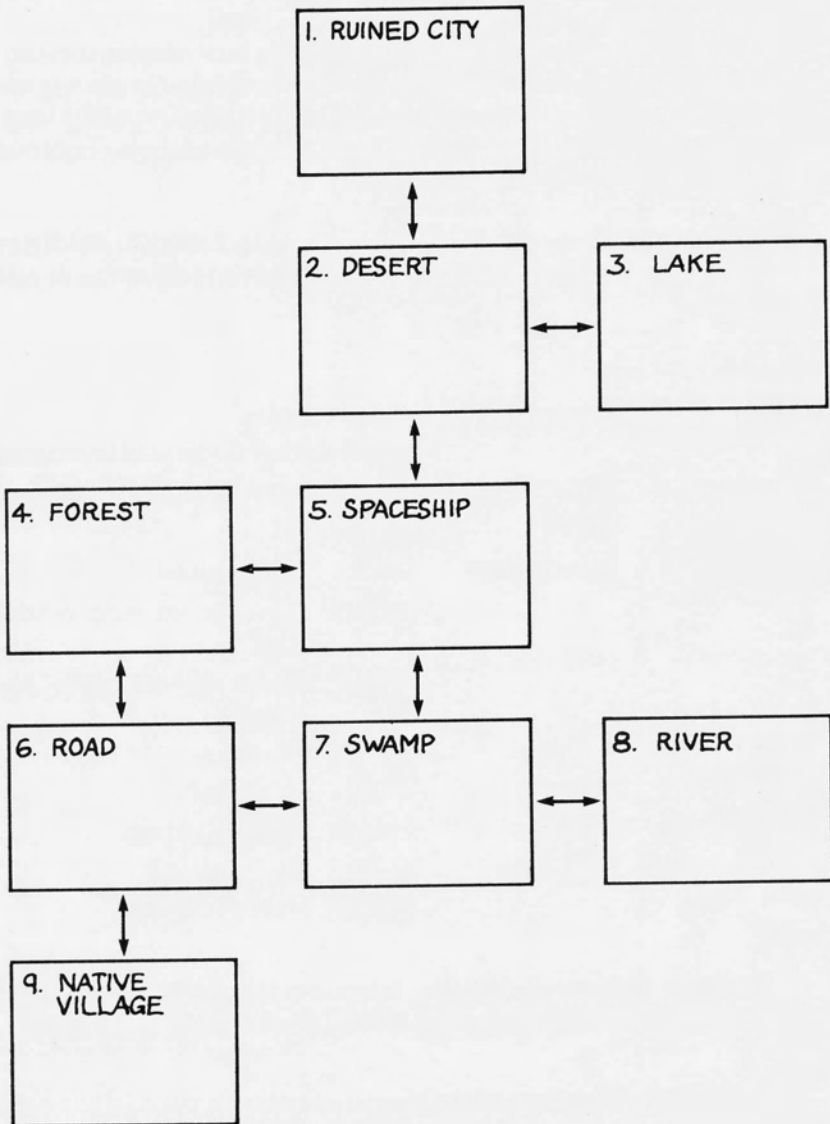 1. RUINED CITY
2. DESERT
3. LAKE
4. FOREST
5. SPACESHIP
6. ROAD
7. SWAMP
8. RIVER
9. NATIVE
VILLAGE